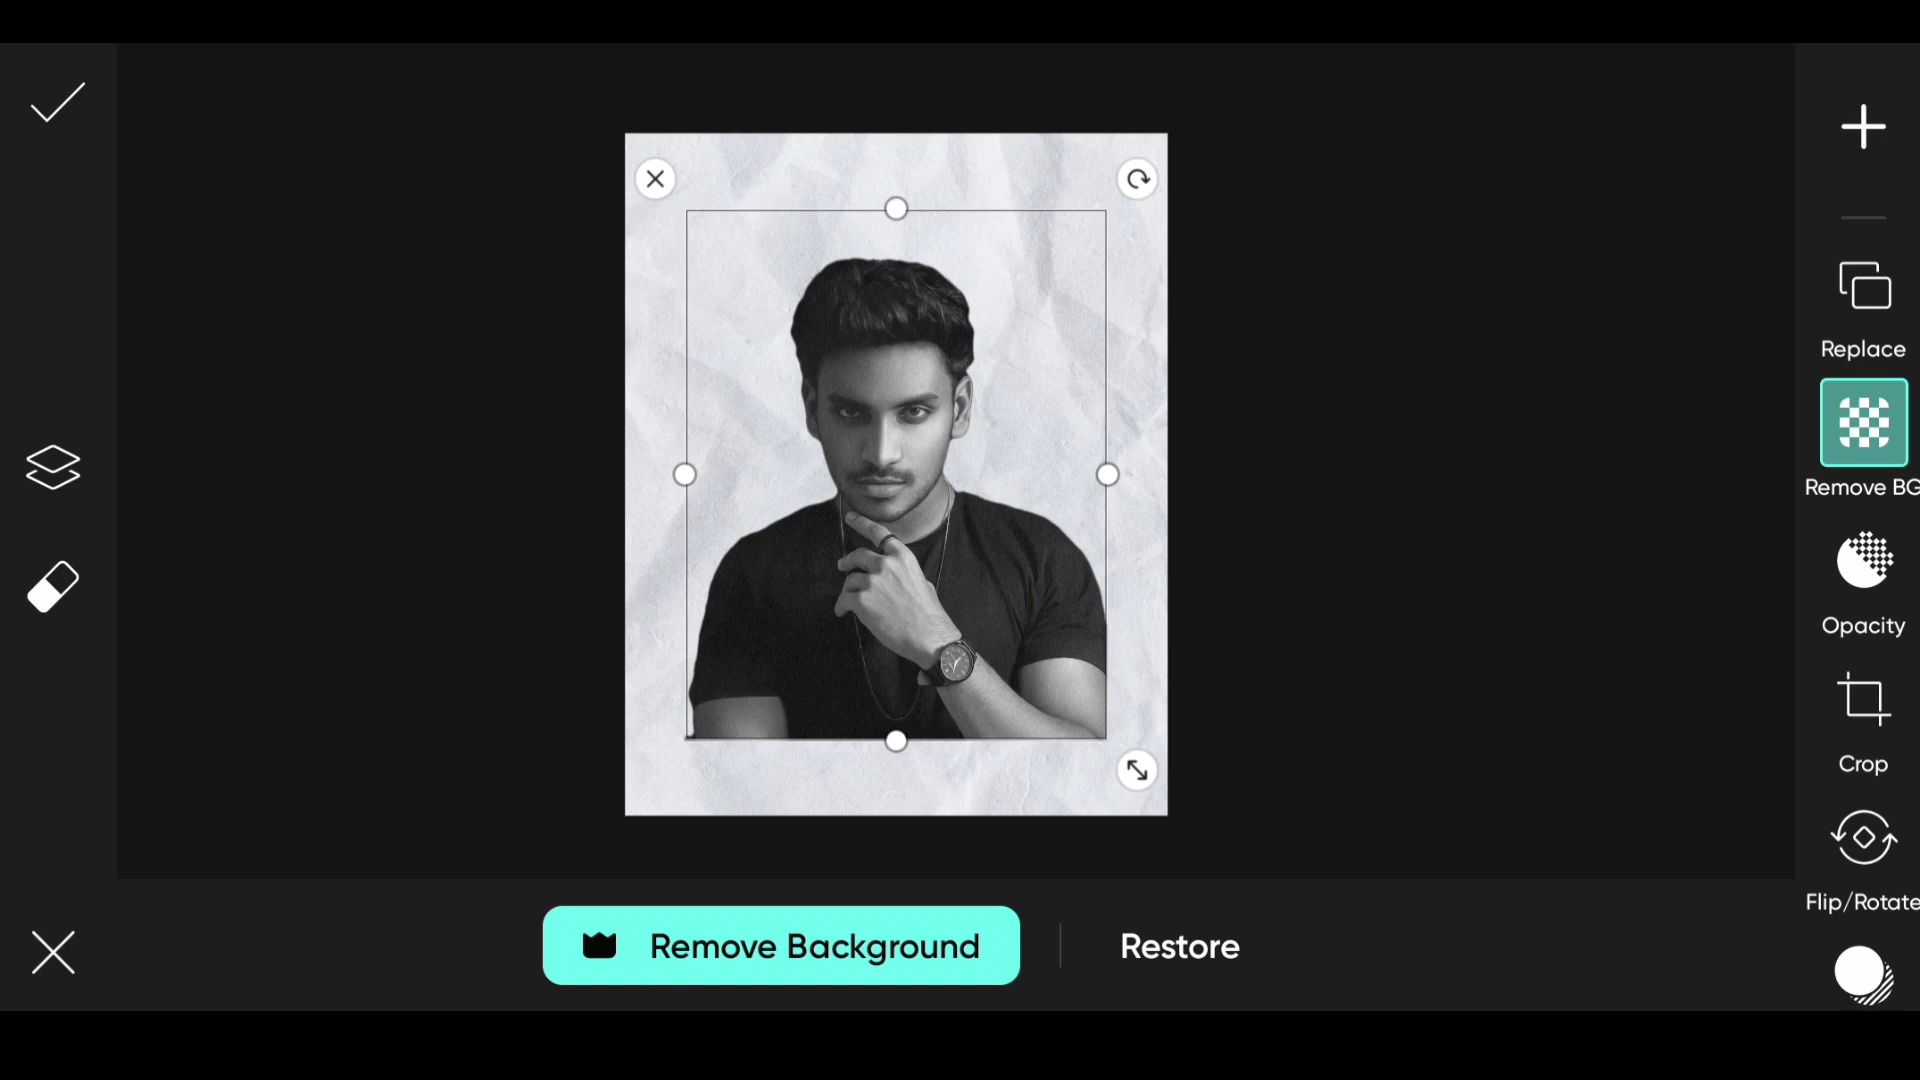 Replace
Remove BG
Opacity
Crop
Flip/Rotate
Remove Background
Restore